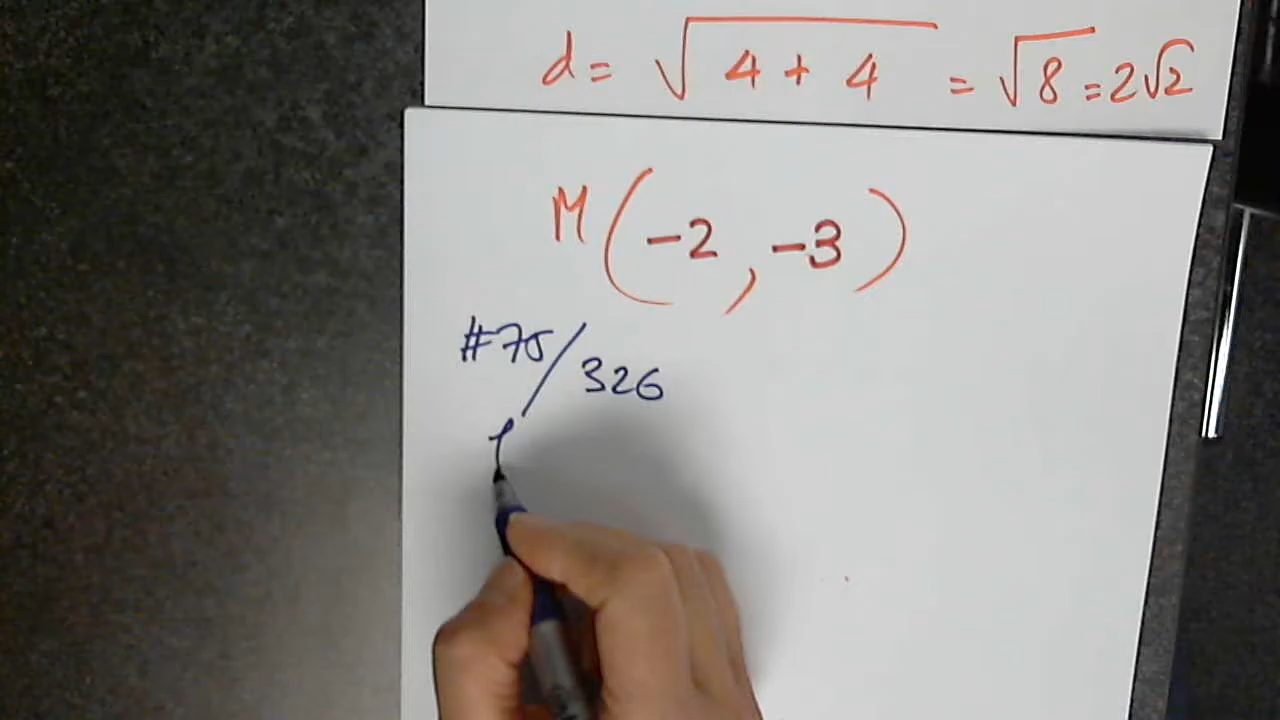 d = √4 + 4 = √8 = 2√2
M(-2, -3)
#75/326